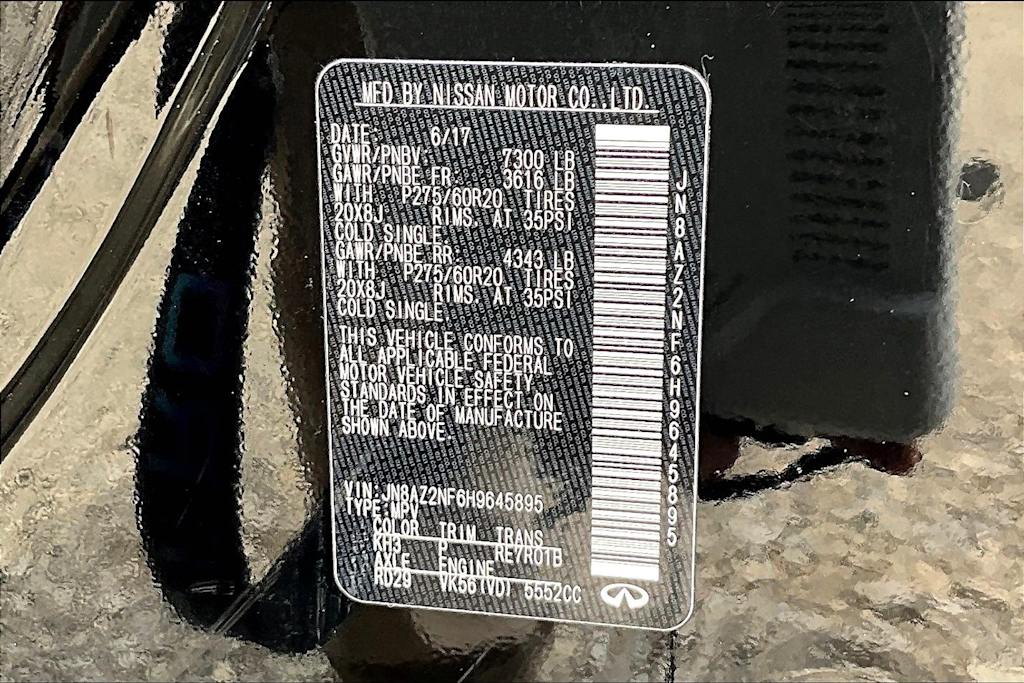 MFD BY NISSAN MOTOR CO., LTD.
DATE: 6/17
GVWR/PNBV: 7300 LB
GAWR/PNBE FR: 3616 LB
WITH P275/60R20 TIRES
20X8J RIMS, AT 35PSI
COLD SINGLE
GAWR/PNBE RR: 4343 LB
WITH P275/60R20 TIRES
20X8J RIMS, AT 35PSI
COLD SINGLE
THIS VEHICLE CONFORMS TO
ALL APPLICABLE FEDERAL
MOTOR VEHICLE SAFETY
STANDARDS IN EFFECT ON
THE DATE OF MANUFACTURE
SHOWN ABOVE.
VIN:JN8AZ2NF6H9645895
TYPE:MPV
COLOR TRIM TRANS
KH3 P RE7R01B
AXLE ENGINE
RD29 VK56(VD) 5552CC
JN8AZ2NF6H9645895